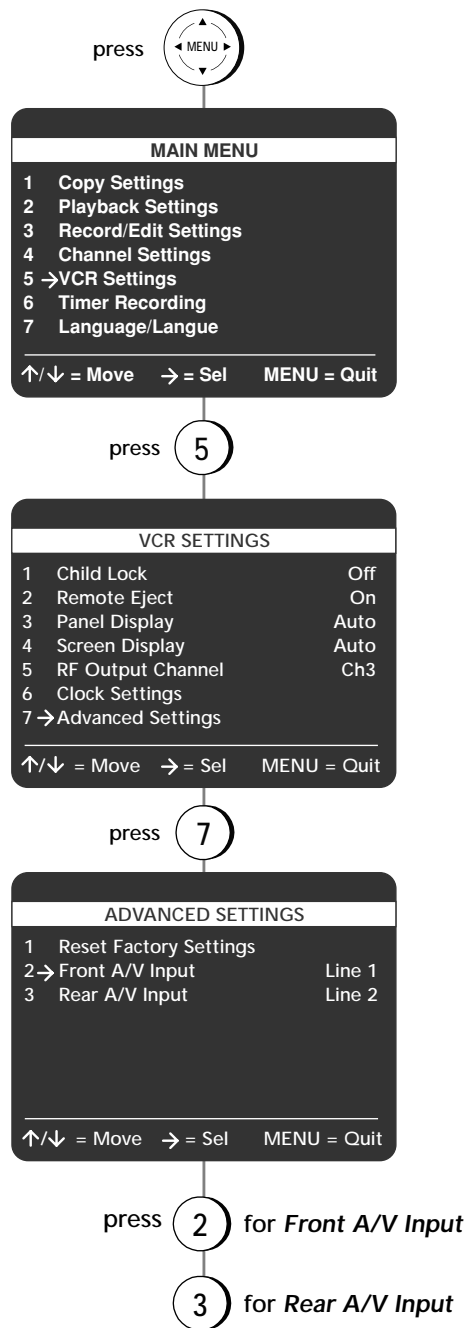 press MENU
MAIN MENU
1 Copy Settings
2 Playback Settings
3 Record/Edit Settings
4 Channel Settings
5 →VCR Settings
6 Timer Recording
7 Language/Langue
↑/↓ = Move → = Sel MENU = Quit
press 5
VCR SETTINGS
1 Child Lock Off
2 Remote Eject On
3 Panel Display Auto
4 Screen Display Auto
5 RF Output Channel Ch3
6 Clock Settings
7 →Advanced Settings
↑/↓ = Move → = Sel MENU = Quit
press 7
ADVANCED SETTINGS
1 Reset Factory Settings
2→ Front A/V Input Line 1
3 Rear A/V Input Line 2
↑/↓ = Move → = Sel MENU = Quit
press 2 for Front A/V Input
3 for Rear A/V Input